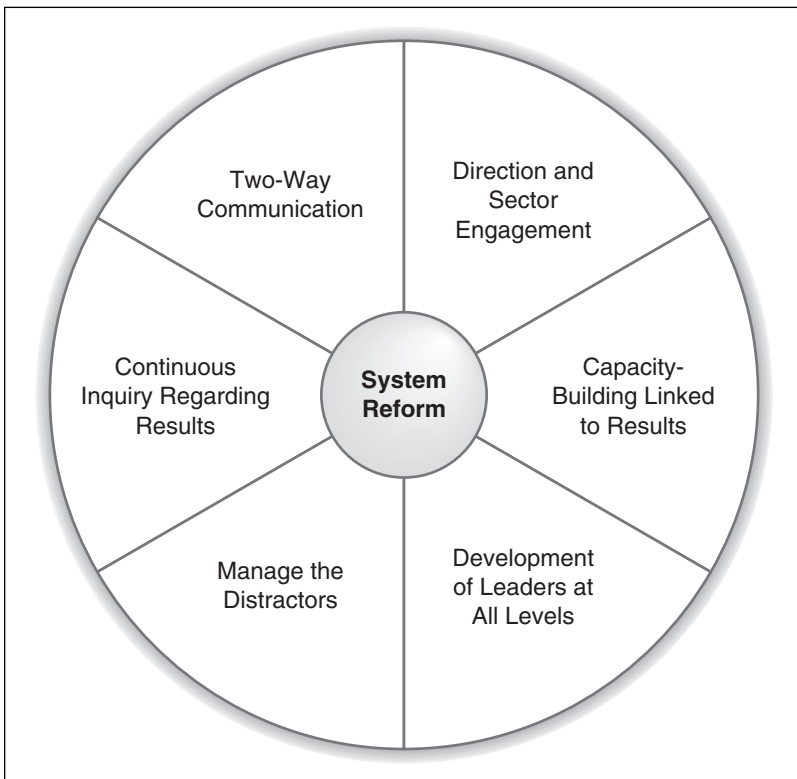 Two-Way
Communication
Direction and
Sector
Engagement
Continuous
Inquiry Regarding
Results
System
Reform
Capacity-
Building Linked
to Results
Manage the
Distractors
Development
of Leaders at
All Levels